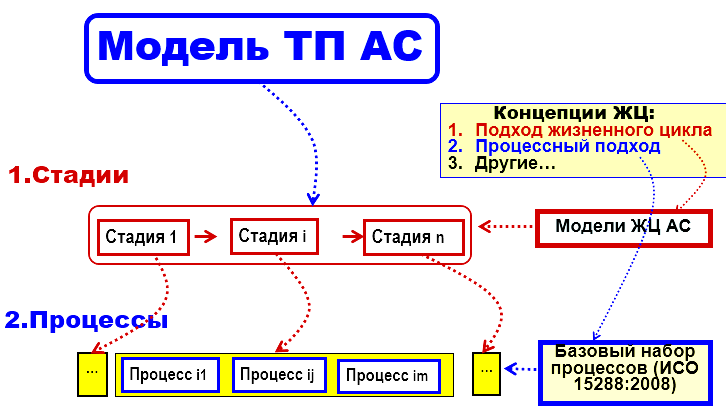 Модель ТП АС
Концепции ЖЦ:
1. Подход жизненного цикла
2. Процессный подход
3. Другие...
1.Стадии
Стадия 1
Стадия i
Стадия n
Модели ЖЦ АС
2.Процессы
...
Процесс i1
Процесс ij
Процесс im
...
Базовый набор
процессов (ИСО
15288:2008)